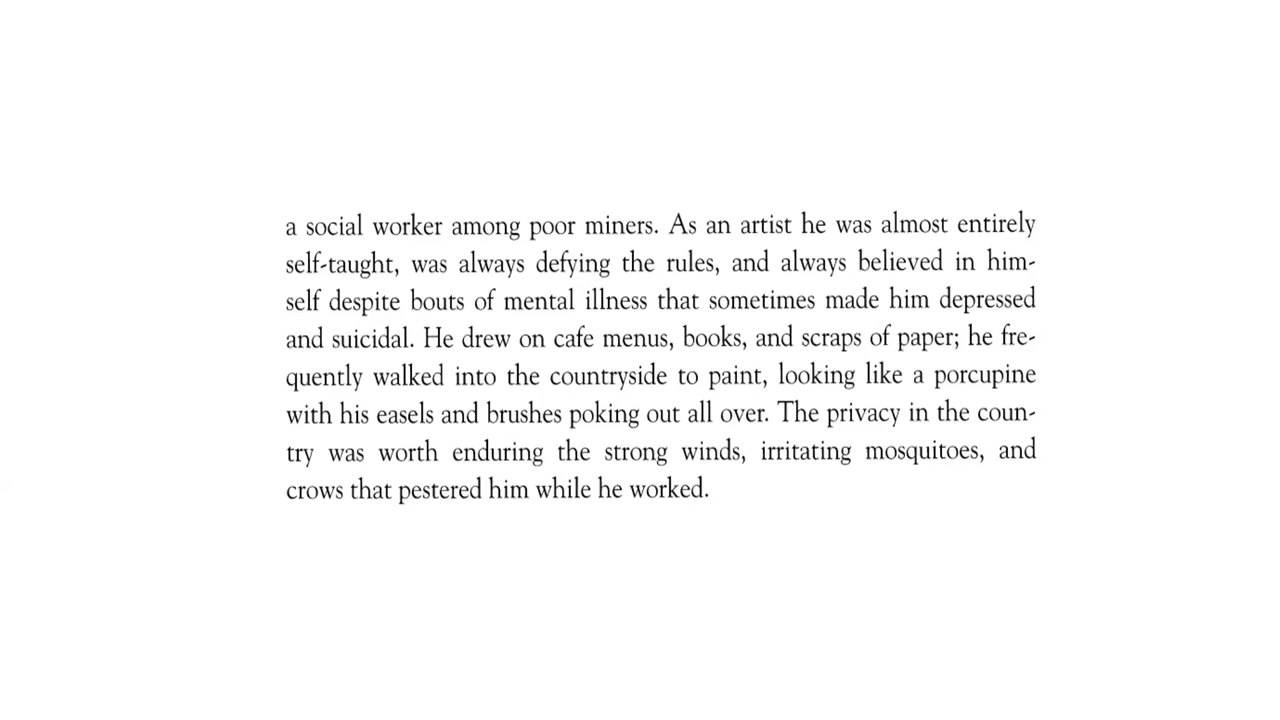 a social worker among poor miners. As an artist he was almost entirely
self-taught, was always defying the rules, and always believed in him-
self despite bouts of mental illness that sometimes made him depressed
and suicidal. He drew on cafe menus, books, and scraps of paper; he fre-
quently walked into the countryside to paint, looking like a porcupine
with his easels and brushes poking out all over. The privacy in the coun-
try was worth enduring the strong winds, irritating mosquitoes, and
crows that pestered him while he worked.